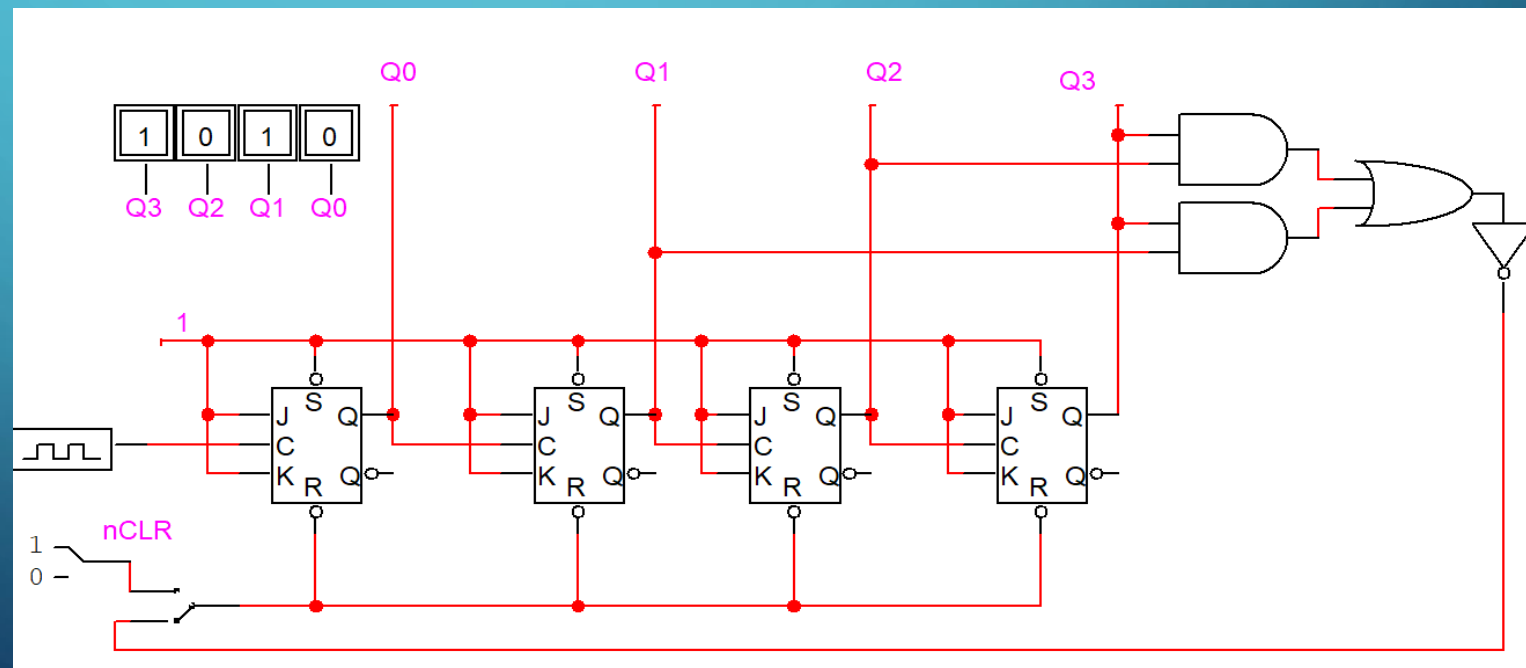 Q0 Q1 Q2 Q3
1 0 1 0
Q3 Q2 Q1 Q0
1
S S S S
J Q J Q J Q J Q
C C C C
K Q K Q K Q K Q
R R R R
nCLR
1
0